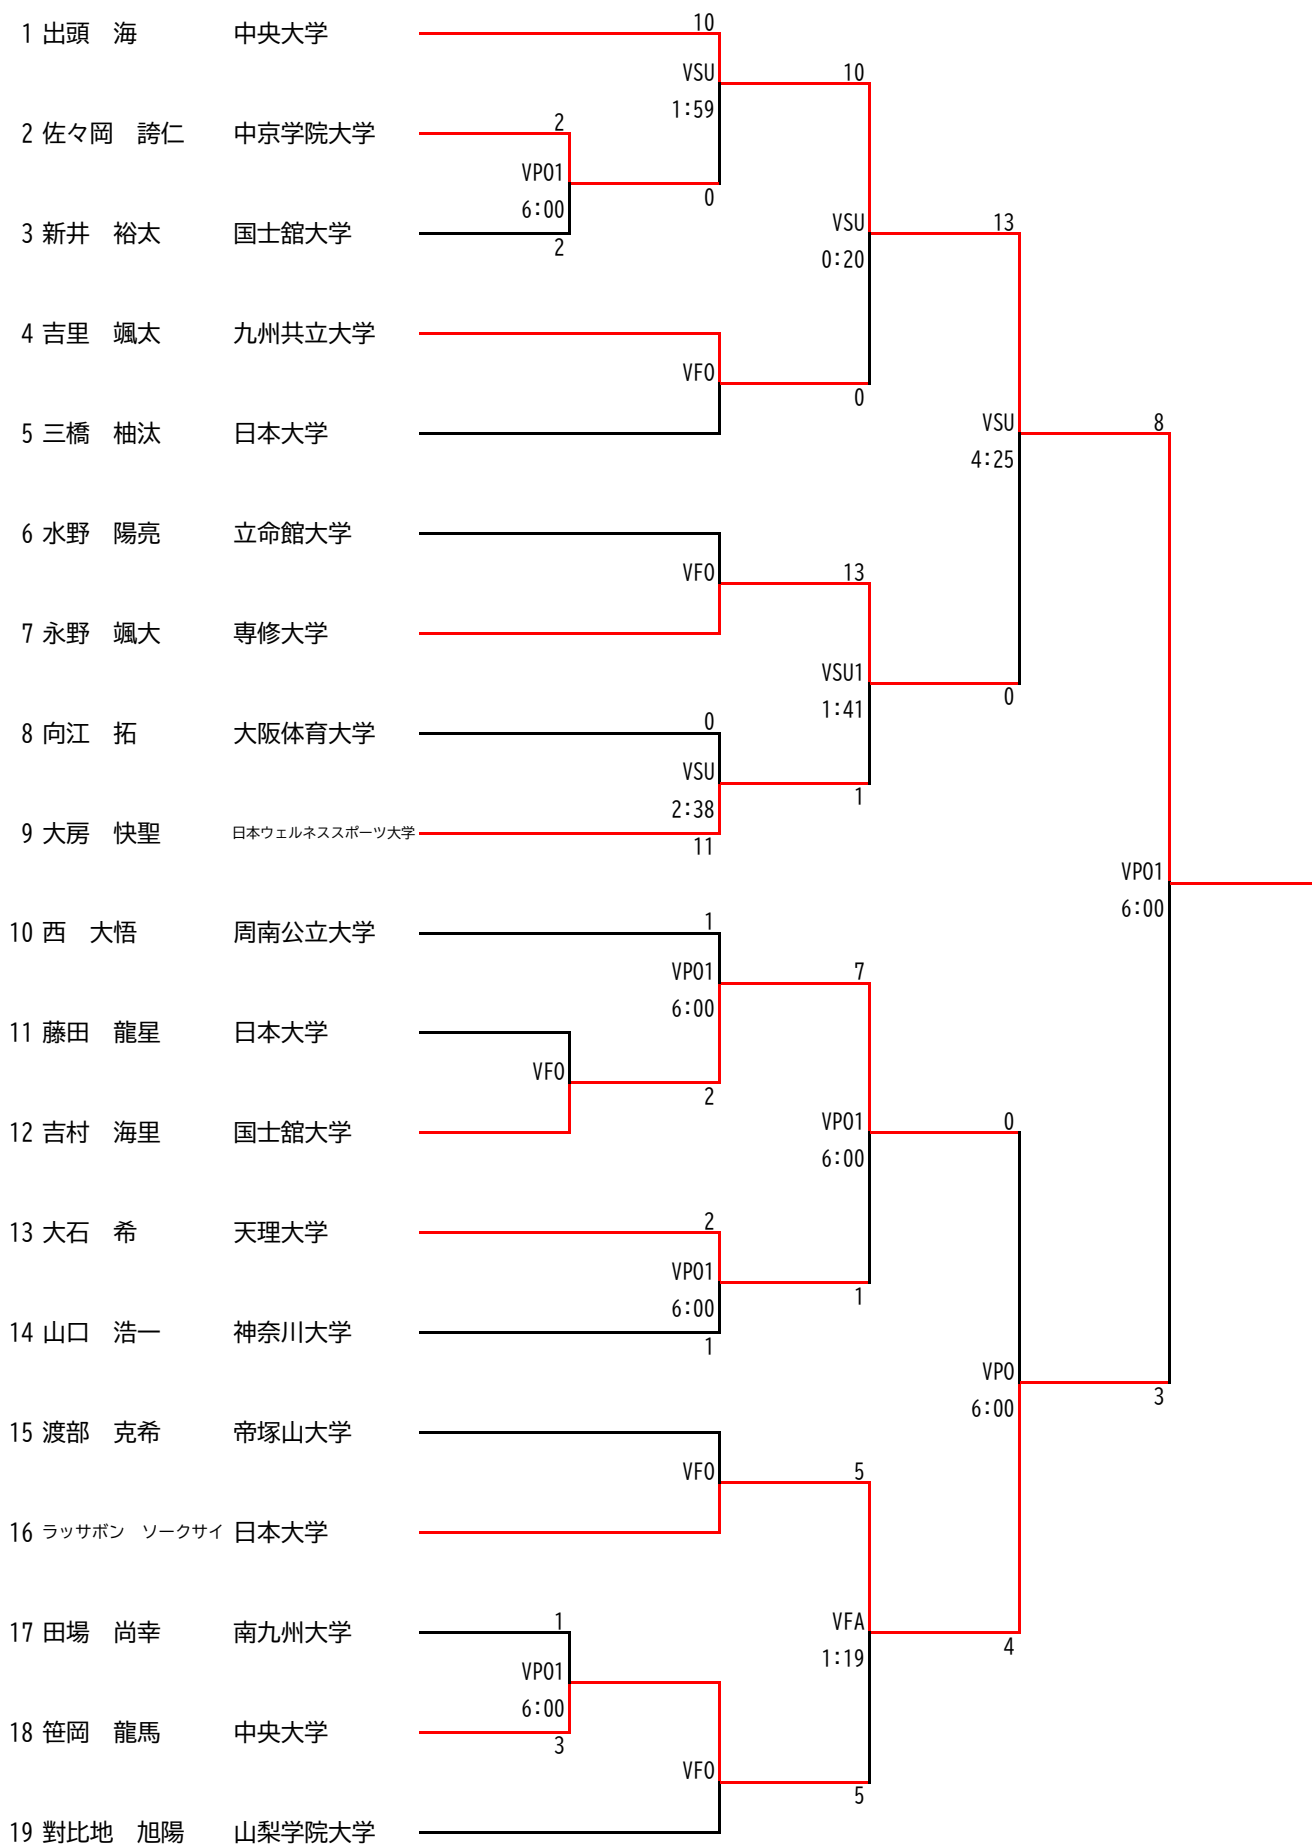 10
1 出頭 海 中央大学
VSU 10
1:59
2 佐々岡 誇仁 中京学院大学 2
VPO1
0
6:00
VSU 13
3 新井 裕太 国士舘大学
2
0:20
4 吉里 颯太 九州共立大学
VFO
0
VSU 8
5 三橋 柚汰 日本大学
4:25
6 水野 陽亮 立命館大学
VFO 13
7 永野 颯大 専修大学
VSU1
0
1:41
8 向江 拓 大阪体育大学 0
VSU
1
2:38
9 大房 快聖 日本ウェルネススポーツ大学
11
VPO1
6:00
10 西 大悟 周南公立大学 1
VPO1 7
6:00
11 藤田 龍星 日本大学
VFO
2
12 吉村 海里 国士舘大学
VPO1 0
6:00
13 大石 希 天理大学 2
VPO1
1
6:00
14 山口 浩一 神奈川大学
1
VPO
3
6:00
15 渡部 克希 帝塚山大学
VFO 5
16 ラッサボン ソークサイ 日本大学
17 田場 尚幸 南九州大学 1
VFA
4
1:19
VPO1
6:00
18 笹岡 龍馬 中央大学
3
VFO
5
19 對比地 旭陽 山梨学院大学